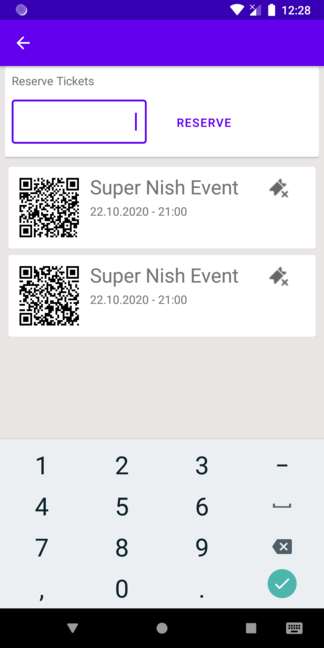 12:28
Reserve Tickets
RESERVE
Super Nish Event
22.10.2020 - 21:00
Super Nish Event
22.10.2020 - 21:00
1 2 3 -
4 5 6
7 8 9
, 0 .